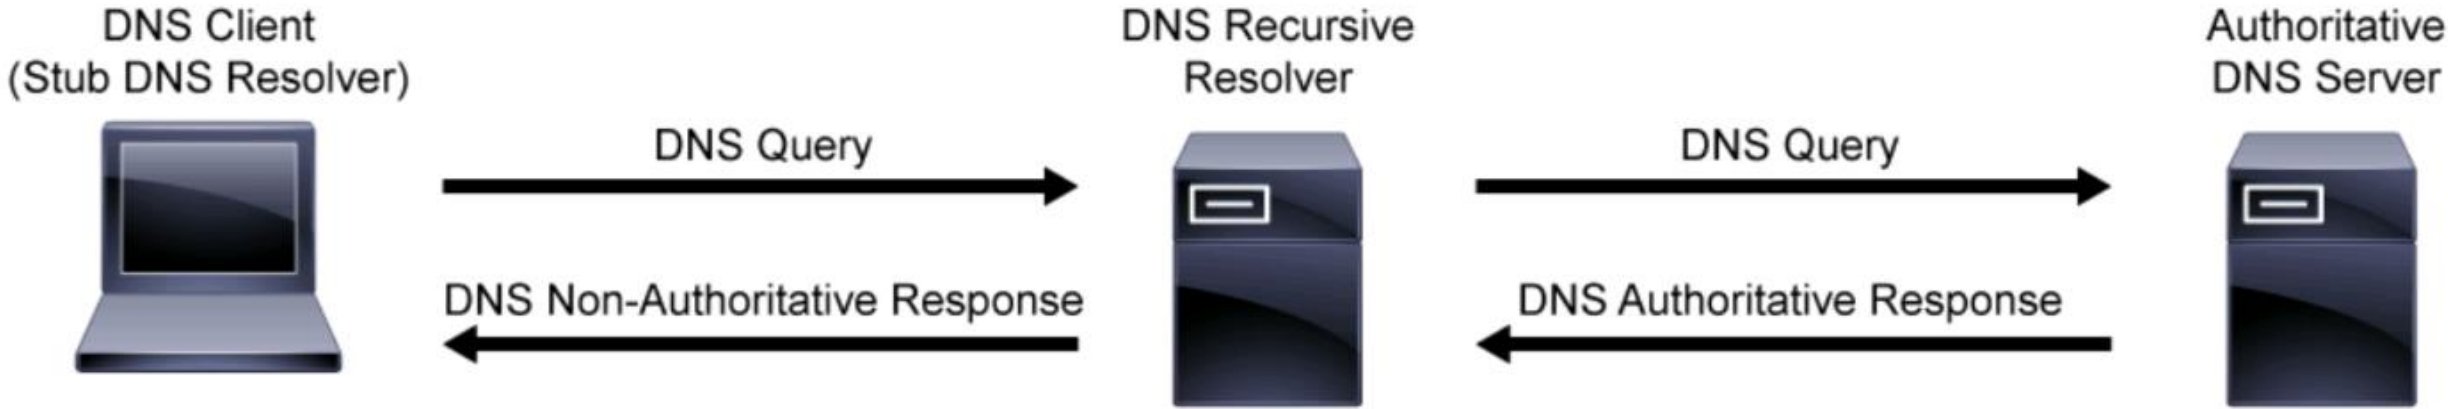 DNS Client
(Stub DNS Resolver)
DNS Query
DNS Non-Authoritative Response
DNS Recursive
Resolver
DNS Query
DNS Authoritative Response
Authoritative
DNS Server